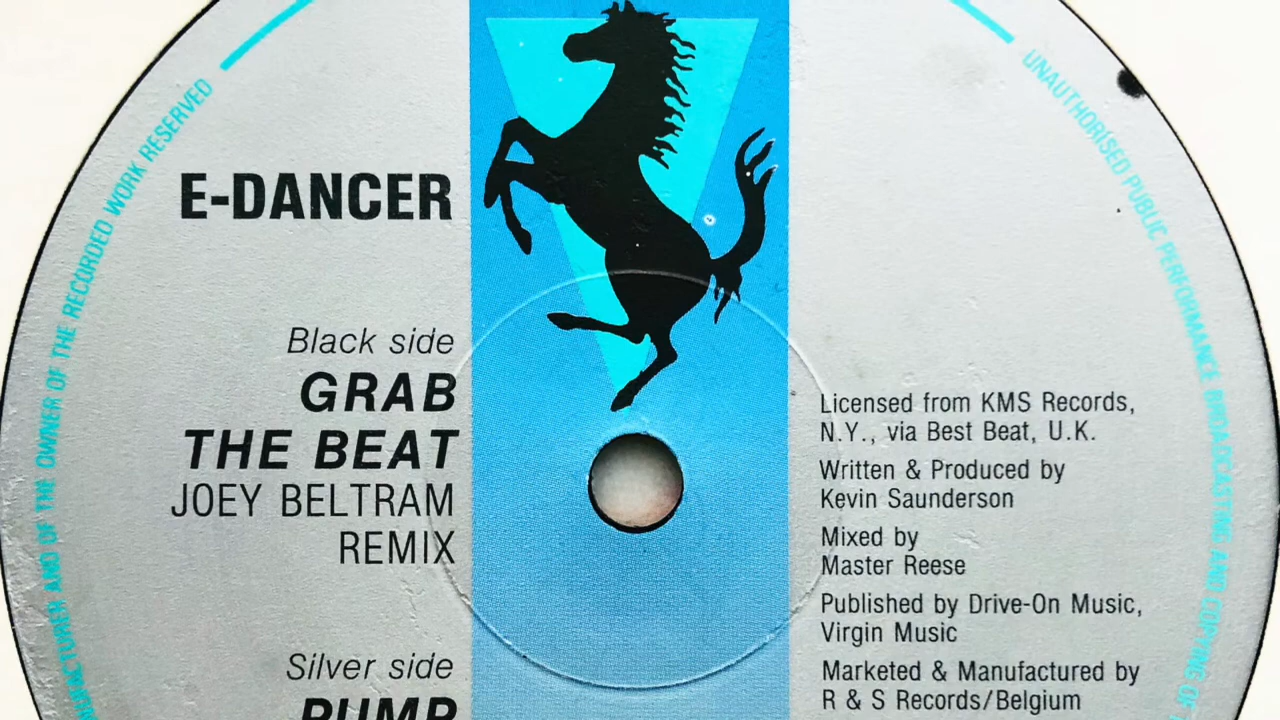 E-DANCER
Black side
GRAB
THE BEAT
JOEY BELTRAM
REMIX
Silver side
PUMP
Licensed from KMS Records,
N.Y., via Best Beat, U.K.
Written & Produced by
Kevin Saunderson
Mixed by
Master Reese
Published by Drive-On Music,
Virgin Music
Marketed & Manufactured by
R & S Records/Belgium
MANUFACTURER AND OF THE OWNER OF THE RECORDED WORK RESERVED
UNAUTHORISED PUBLIC PERFORMANCE BROADCASTING AND COPYING OF